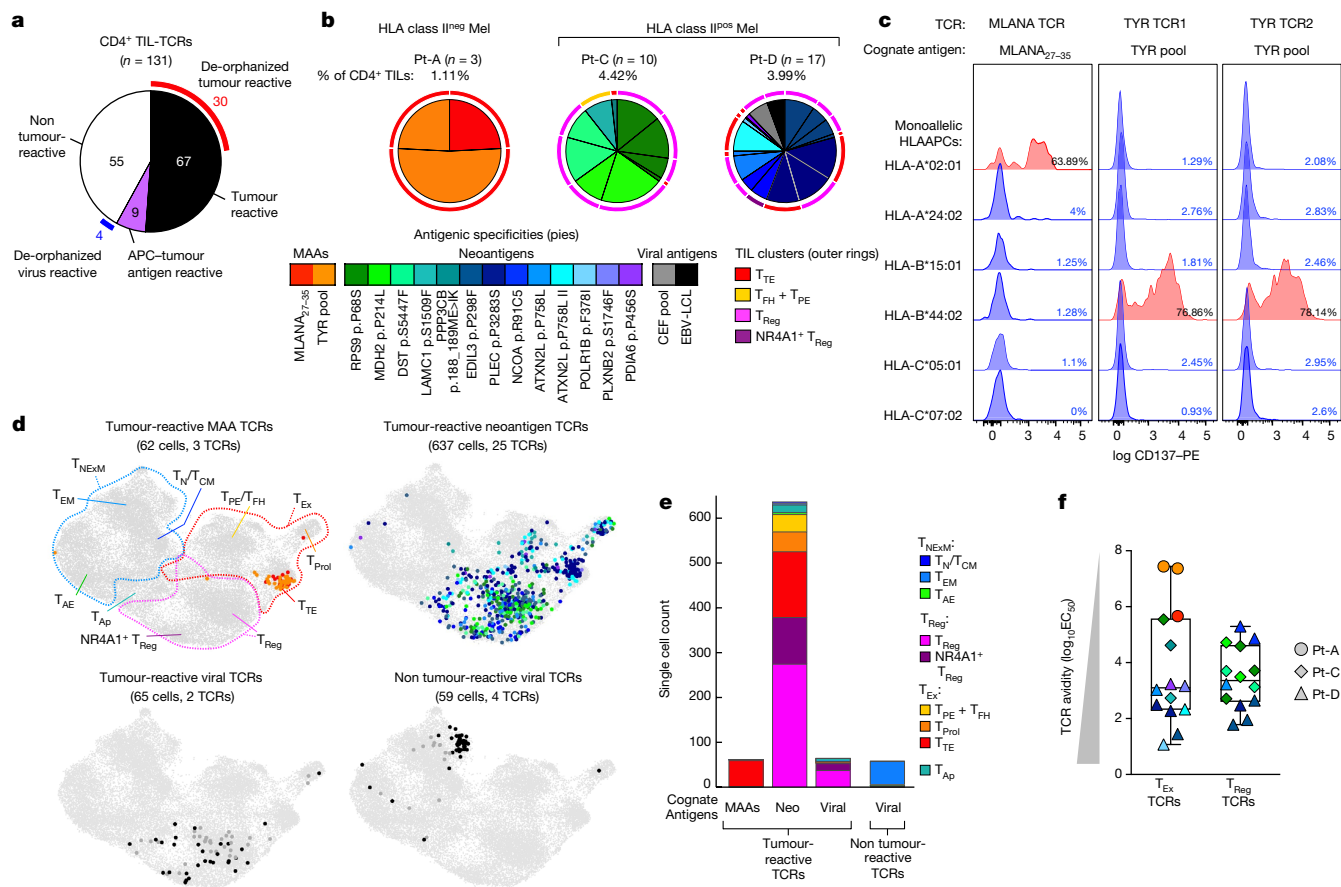 a
CD4+ TIL-TCRs
(n = 131)
De-orphanized
tumour reactive
30
Non
tumour-
reactive
55
67
9
4
Tumour
reactive
De-orphanized
virus reactive
APC–tumour
antigen reactive
b
HLA class IIneg Mel
HLA class IIpos Mel
Pt-A (n = 3)
Pt-C (n = 10)
Pt-D (n = 17)
% of CD4+ TILs:
1.11%
4.42%
3.99%
Antigenic specificities (pies)
MAAs
Neoantigens
Viral antigens
MLANA27–35
TYR pool
RPS9 p.P68S
MDH2 p.P214L
DST p.S5447F
LAMC1 p.S1509F
PPP3CB
p.188_189ME>IK
EDIL3 p.P298F
PLEC p.P3283S
NCOA p.R91C5
ATXN2L p.P758L
ATXN2L p.P758L II
POLR1B p.F378I
PLXNB2 p.S1746F
PDIA6 p.P456S
CEF pool
EBV-LCL
TIL clusters (outer rings)
TTE
TFH + TPE
TReg
NR4A1+ TReg
c
TCR:
MLANA TCR
TYR TCR1
TYR TCR2
Cognate antigen:
MLANA27–35
TYR pool
TYR pool
Monoallelic
HLAAPCs:
HLA-A*02:01
63.89%
1.29%
2.08%
HLA-A*24:02
4%
2.76%
2.83%
HLA-B*15:01
1.25%
1.81%
2.46%
HLA-B*44:02
1.28%
76.86%
78.14%
HLA-C*05:01
1.1%
2.45%
2.95%
HLA-C*07:02
0%
0.93%
2.6%
0 3 4 5
0 3 4 5
0 3 4 5
log CD137–PE
d
Tumour-reactive MAA TCRs
(62 cells, 3 TCRs)
TNExM
TEM
TN/TCM
TPE/TFH
TEx
TProl
TTE
TAE
TAp
NR4A1+ TReg
TReg
Tumour-reactive neoantigen TCRs
(637 cells, 25 TCRs)
Tumour-reactive viral TCRs
(65 cells, 2 TCRs)
Non tumour-reactive viral TCRs
(59 cells, 4 TCRs)
e
Single cell count
600
500
400
300
200
100
0
Cognate
Antigens
MAAs
Neo
Viral
Viral
Tumour-
reactive
TCRs
Non tumour-
reactive
TCRs
TNExM:
TN/TCM
TEM
TAE
TReg:
TReg
NR4A1+
TReg
TEx:
TPE + TFH
TProl
TTE
TAp
f
TCR avidity (log10EC50)
8
6
4
2
0
TEx
TCRs
TReg
TCRs
Pt-A
Pt-C
Pt-D